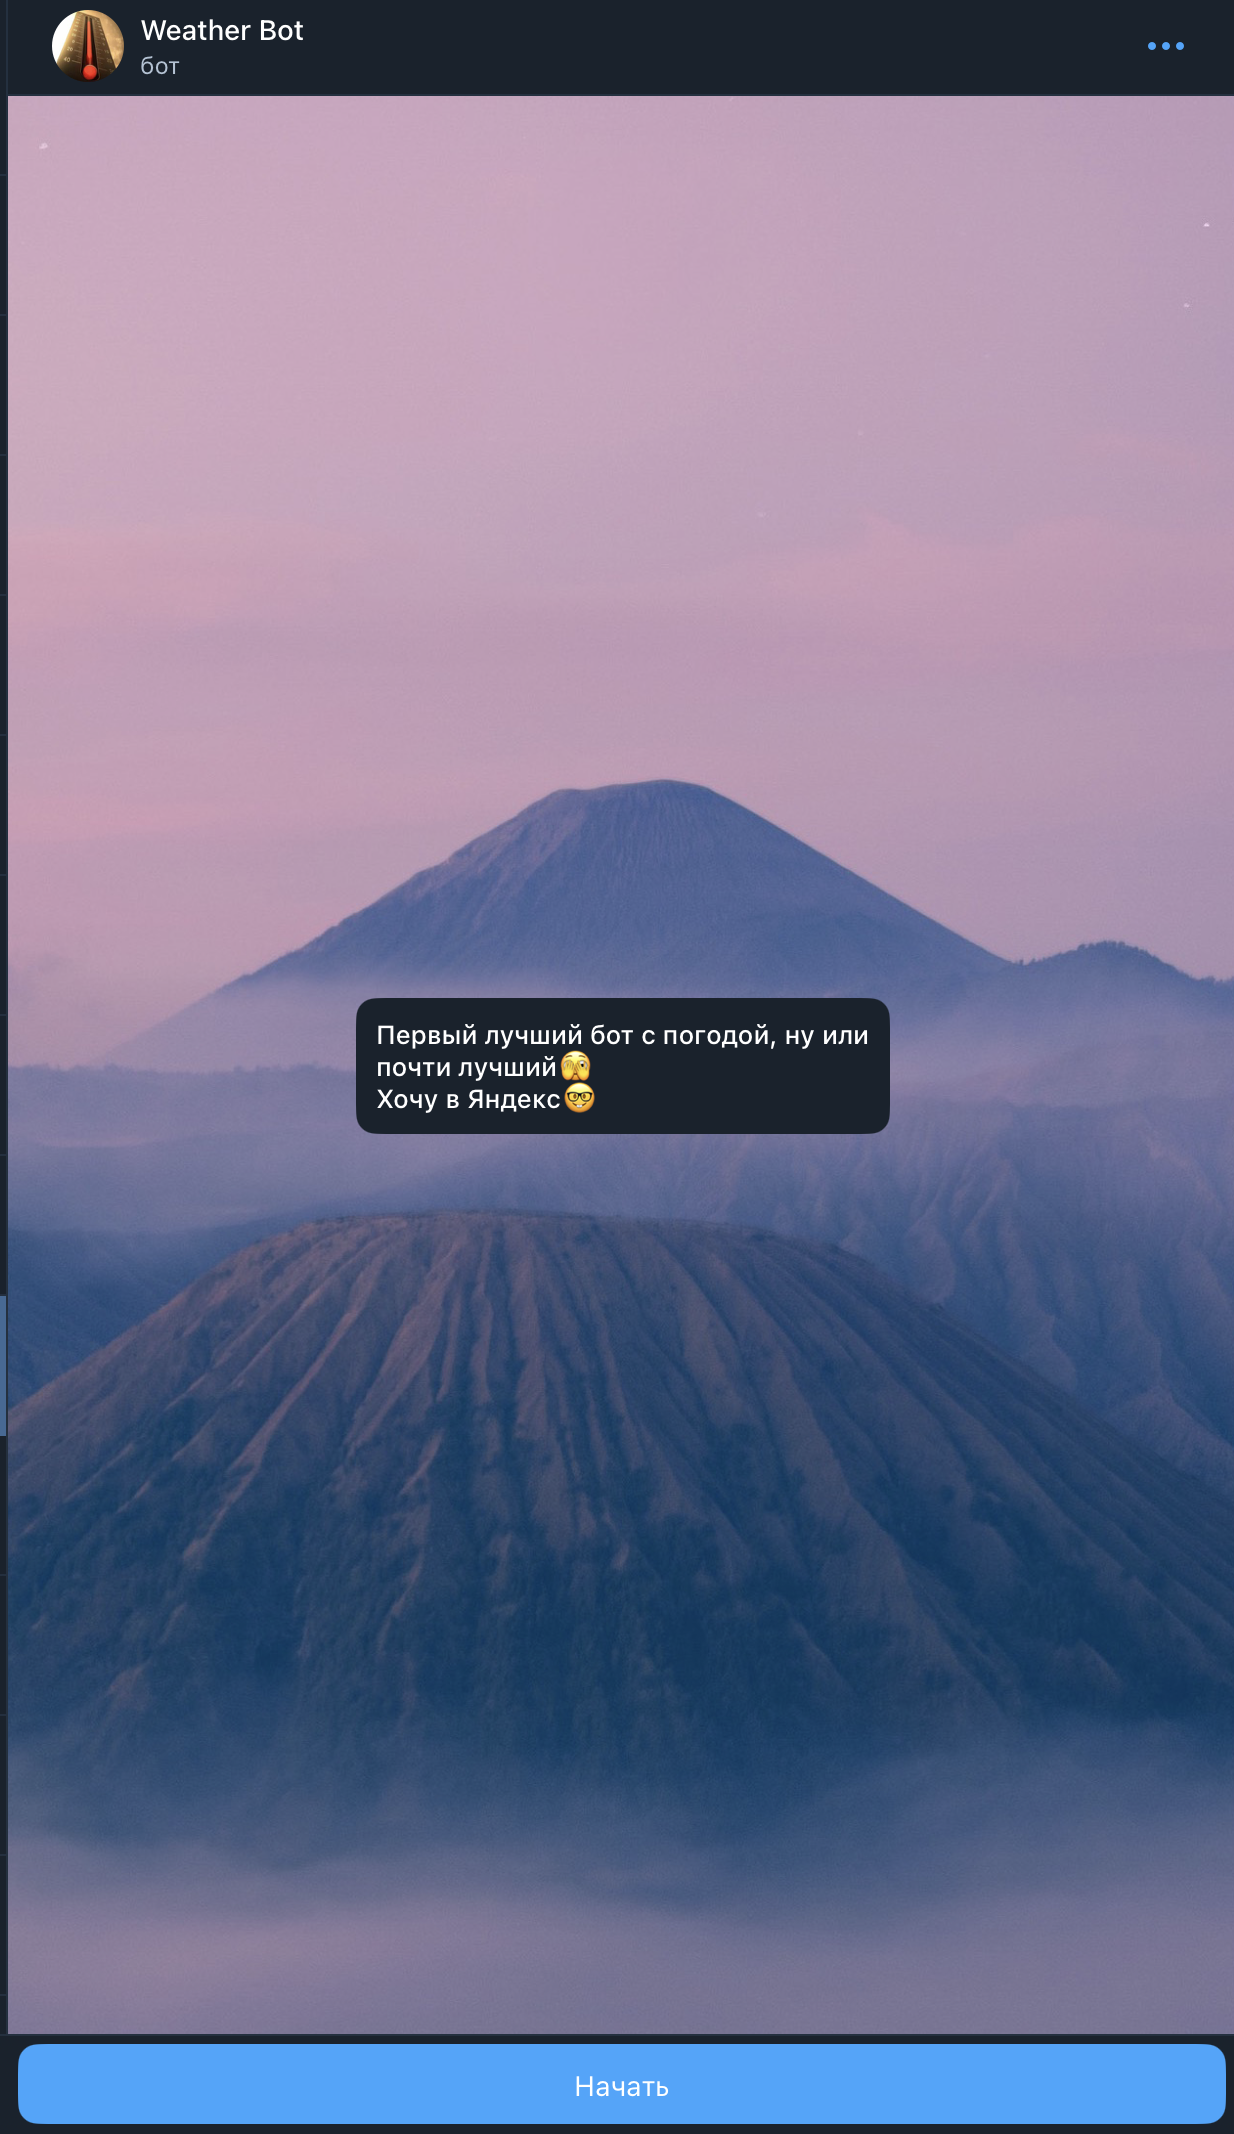 Weather Bot
бот
Первый лучший бот с погодой, ну или
почти лучший🫣
Хочу в Яндекс🤓
Начать